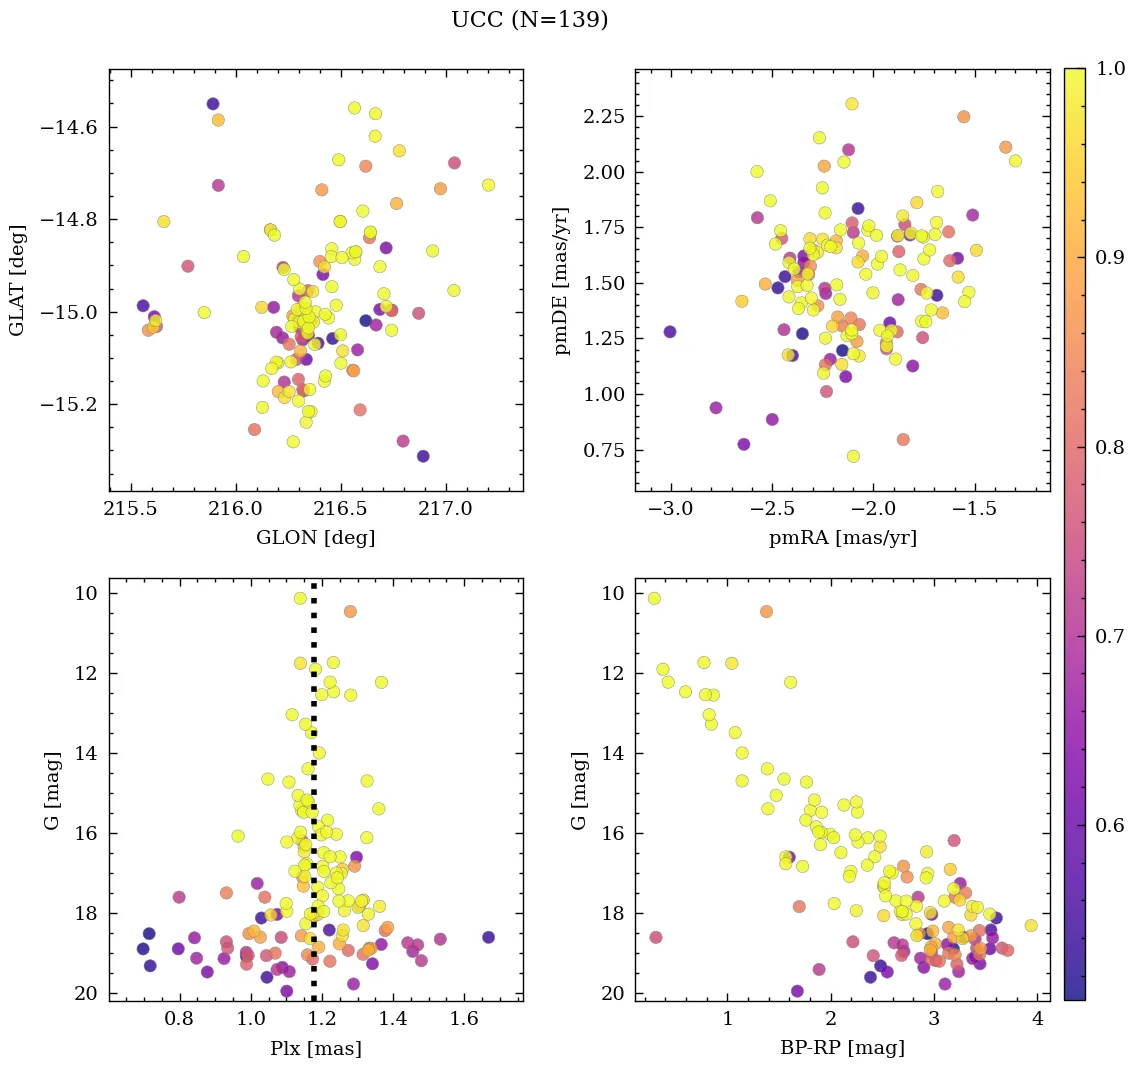 UCC (N=139)
−14.6
−14.8
−15.0
−15.2
GLAT [deg]
215.5 216.0 216.5 217.0
GLON [deg]
2.25
2.00
1.75
1.50
1.25
1.00
0.75
pmDE [mas/yr]
−3.0 −2.5 −2.0 −1.5
pmRA [mas/yr]
1.0
0.9
0.8
0.7
0.6
10
12
14
16
18
20
G [mag]
0.8 1.0 1.2 1.4 1.6
Plx [mas]
10
12
14
16
18
20
G [mag]
1 2 3 4
BP-RP [mag]